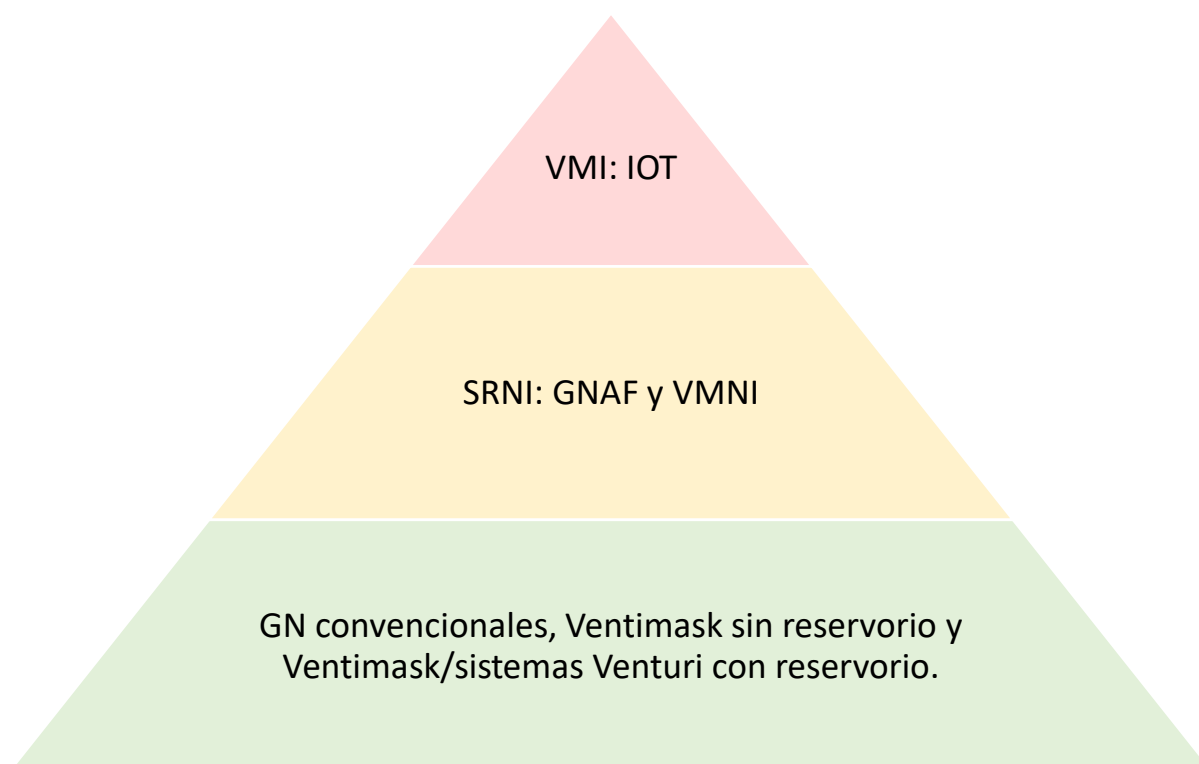 VMI: IOT
SRNI: GNAF y VMNI
GN convencionales, Ventimask sin reservorio y
Ventimask/sistemas Venturi con reservorio.